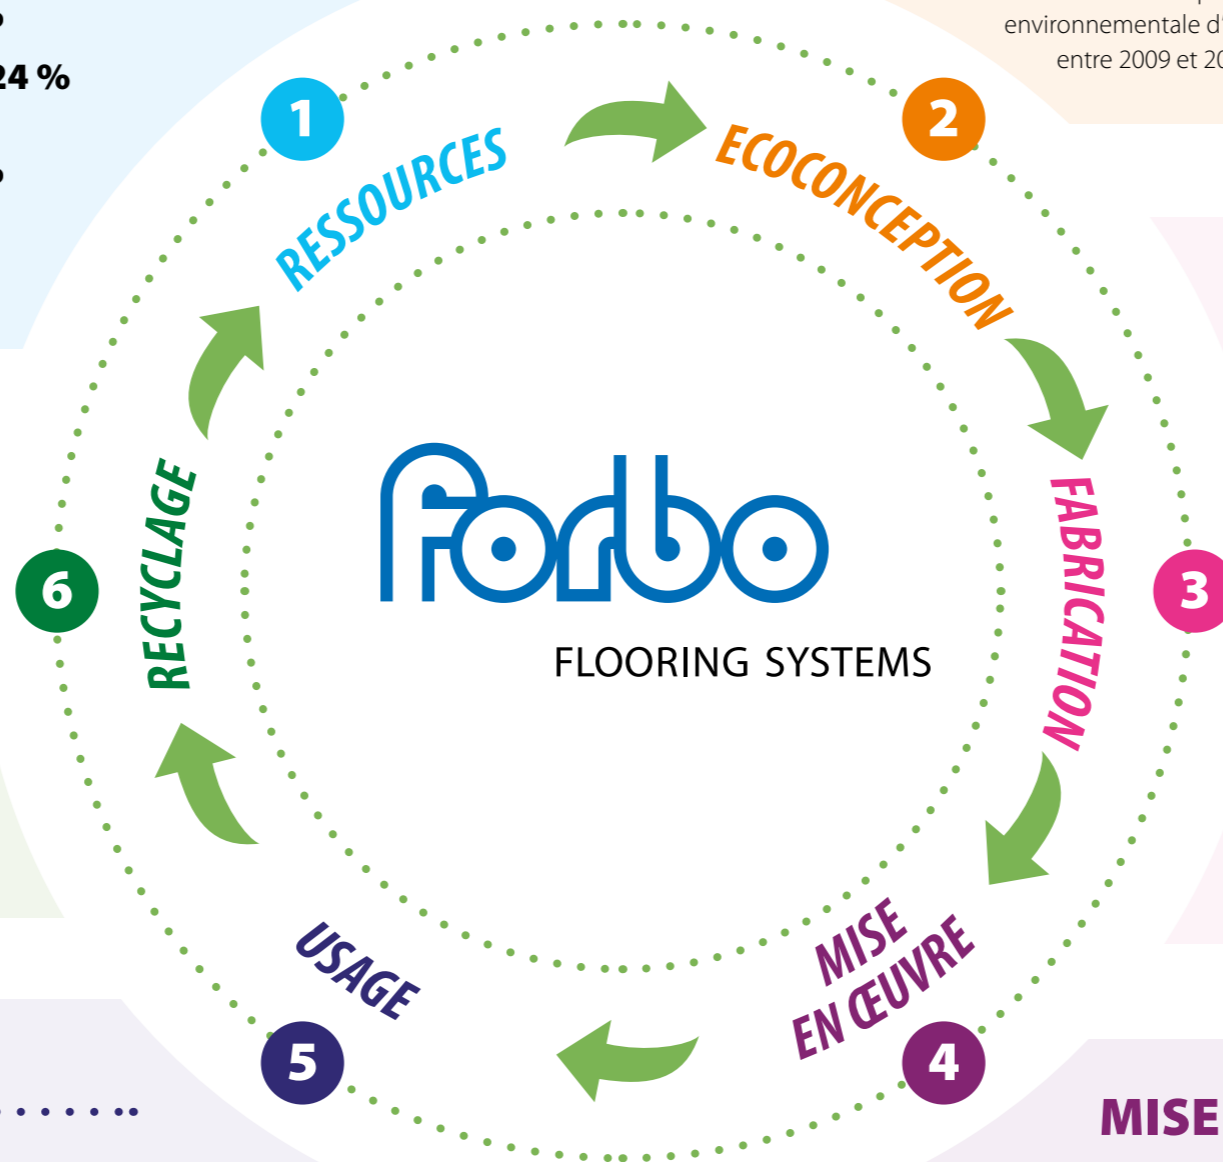 24 %
environnementale d'
entre 2009 et 20
1
RESSOURCES
2
ECOCONCEPTION
3
FABRICATION
forbo
FLOORING SYSTEMS
6
RECYCLAGE
5
USAGE
4
MISE
EN ŒUVRE
MISE